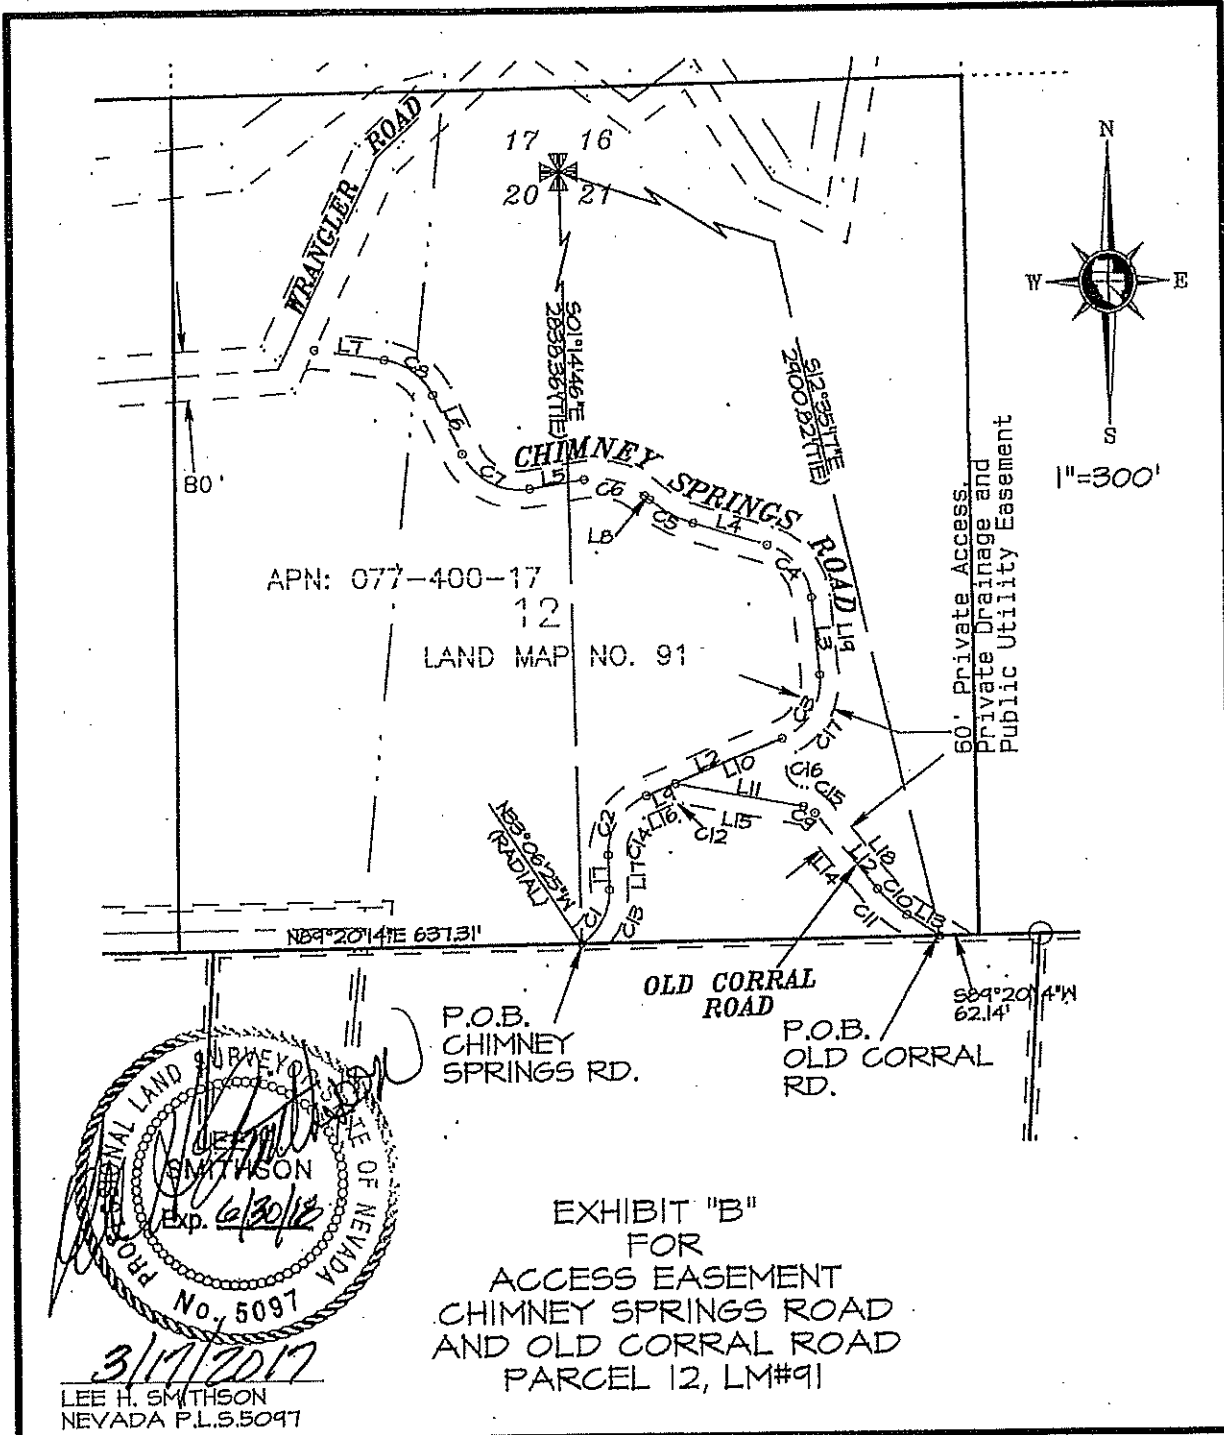 WRANGLER ROAD
17 16
20 21
N
W E
S
1"=300'
80'
S01°14'46"E
2838.36'(TIE)
S12°35'17"E
2900.82'(TIE)
60' Private Access,
Private Drainage and
Public Utility Easement
L7
C8
L6
C7
L5
C6
L8
C5
L4
C4
L3
L19
C3
C17
CHIMNEY SPRINGS ROAD
APN: 077-400-17
12
LAND MAP NO. 91
L2
L10
C16
L11
C15
C9
L9
L16
L15
C12
C2
C14
L1
L17
C1
C13
L18
L12
L14
C10
L13
C11
N83°06'25"W
(RADIAL)
N89°20'14"E 637.31'
OLD CORRAL
ROAD
S89°20'14"W
62.14'
P.O.B.
CHIMNEY
SPRINGS RD.
P.O.B.
OLD CORRAL
RD.
PROFESSIONAL LAND SURVEYOR STATE OF NEVADA
LEE H.
SMITHSON
Exp. 6/30/18
No. 5097
3/17/2017
LEE H. SMITHSON
NEVADA P.L.S.5097
EXHIBIT "B"
FOR
ACCESS EASEMENT
CHIMNEY SPRINGS ROAD
AND OLD CORRAL ROAD
PARCEL 12, LM#91